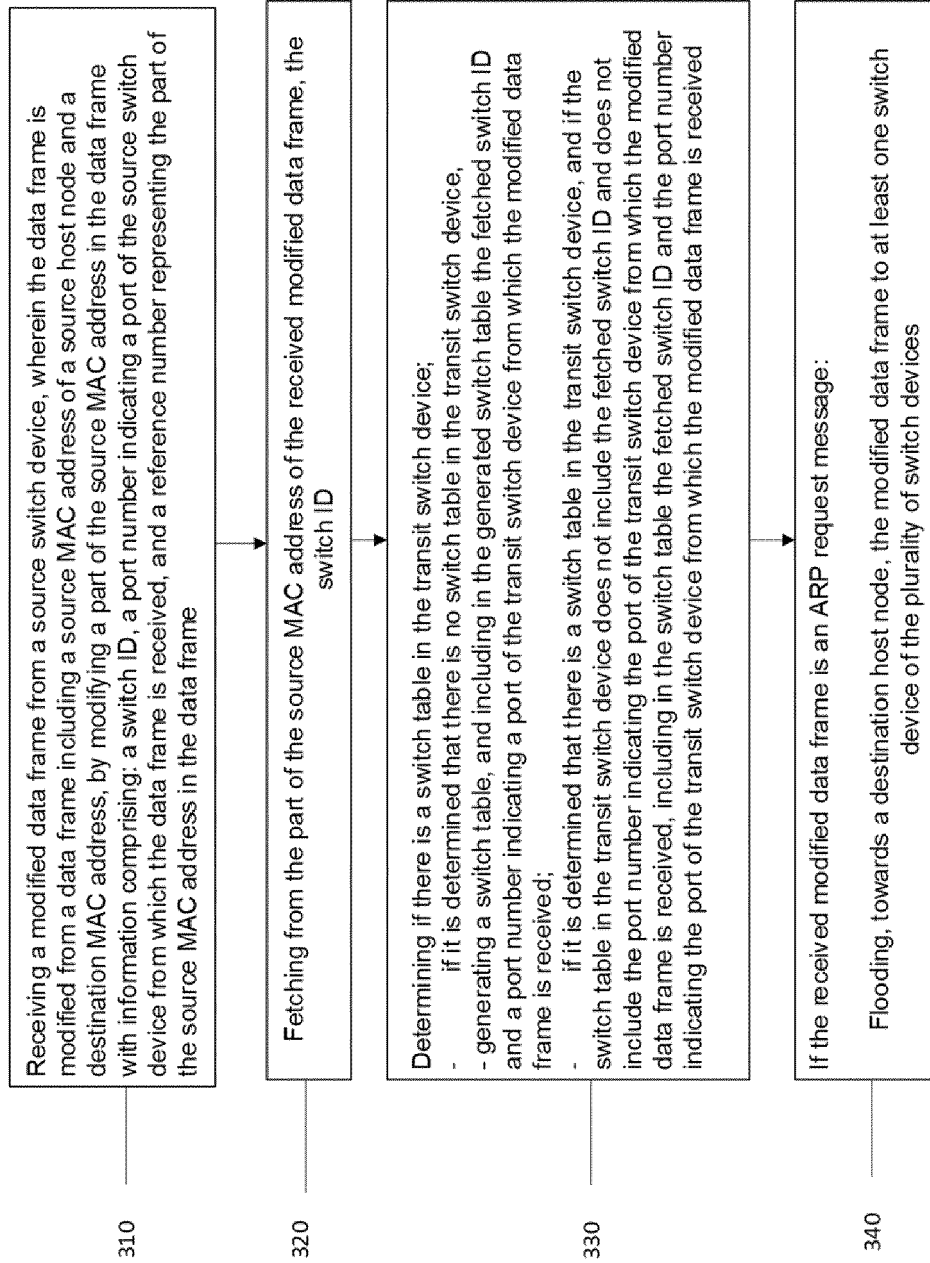 310
Receiving a modified data frame from a source switch device, wherein the data frame is
modified from a data frame including a source MAC address of a source host node and a
destination MAC address, by modifying a part of the source MAC address in the data frame
with information comprising: a switch ID, a port number indicating a port of the source switch
device from which the data frame is received, and a reference number representing the part of
the source MAC address in the data frame
320
Fetching from the part of the source MAC address of the received modified data frame, the
switch ID
330
Determining if there is a switch table in the transit switch device;
- if it is determined that there is no switch table in the transit switch device,
- generating a switch table, and including in the generated switch table the fetched switch ID
and a port number indicating a port of the transit switch device from which the modified data
frame is received;
- if it is determined that there is a switch table in the transit switch device, and if the
switch table in the transit switch device does not include the fetched switch ID and does not
include the port number indicating the port of the transit switch device from which the modified
data frame is received, including in the switch table the fetched switch ID and the port number
indicating the port of the transit switch device from which the modified data frame is received
340
If the received modified data frame is an ARP request message:
Flooding, towards a destination host node, the modified data frame to at least one switch
device of the plurality of switch devices